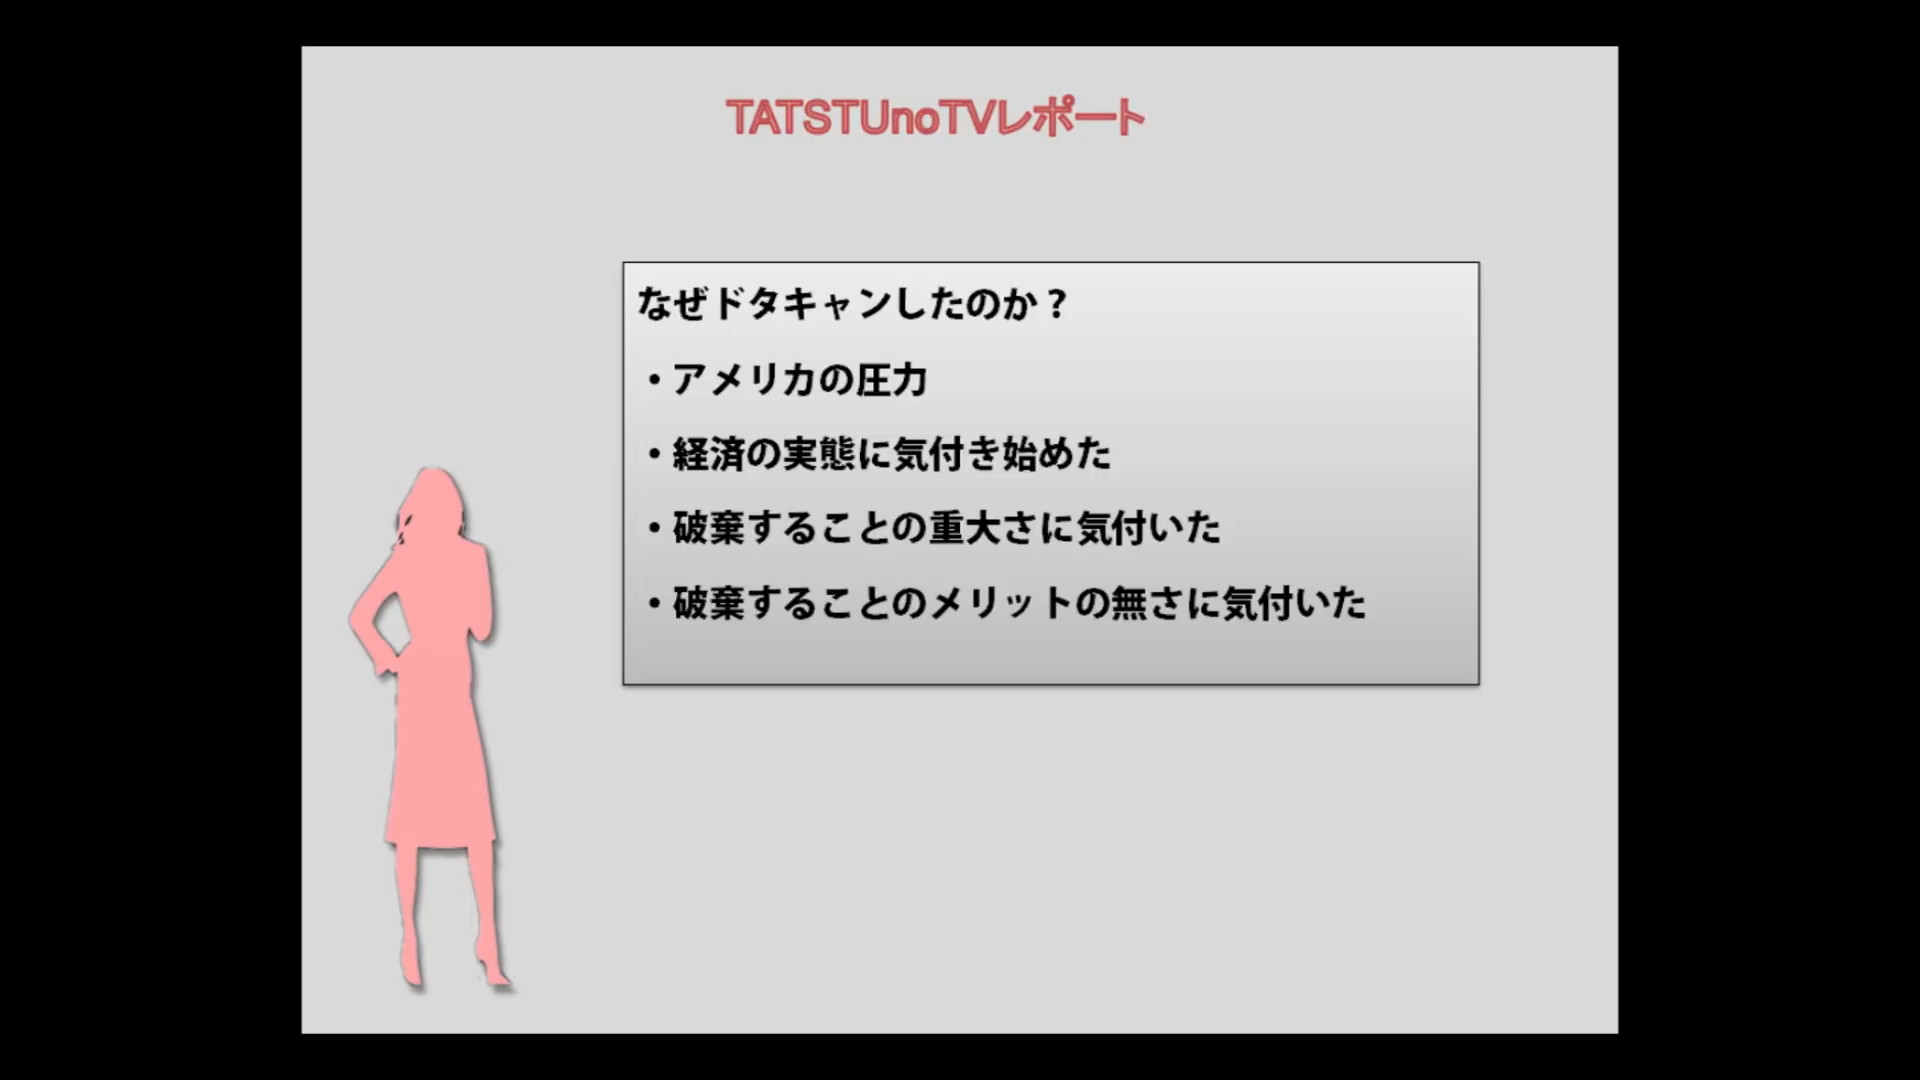 TATSTUnoTVレポート
なぜドタキャンしたのか？
・アメリカの圧力
・経済の実態に気付き始めた
・破棄することの重大さに気付いた
・破棄することのメリットの無さに気付いた